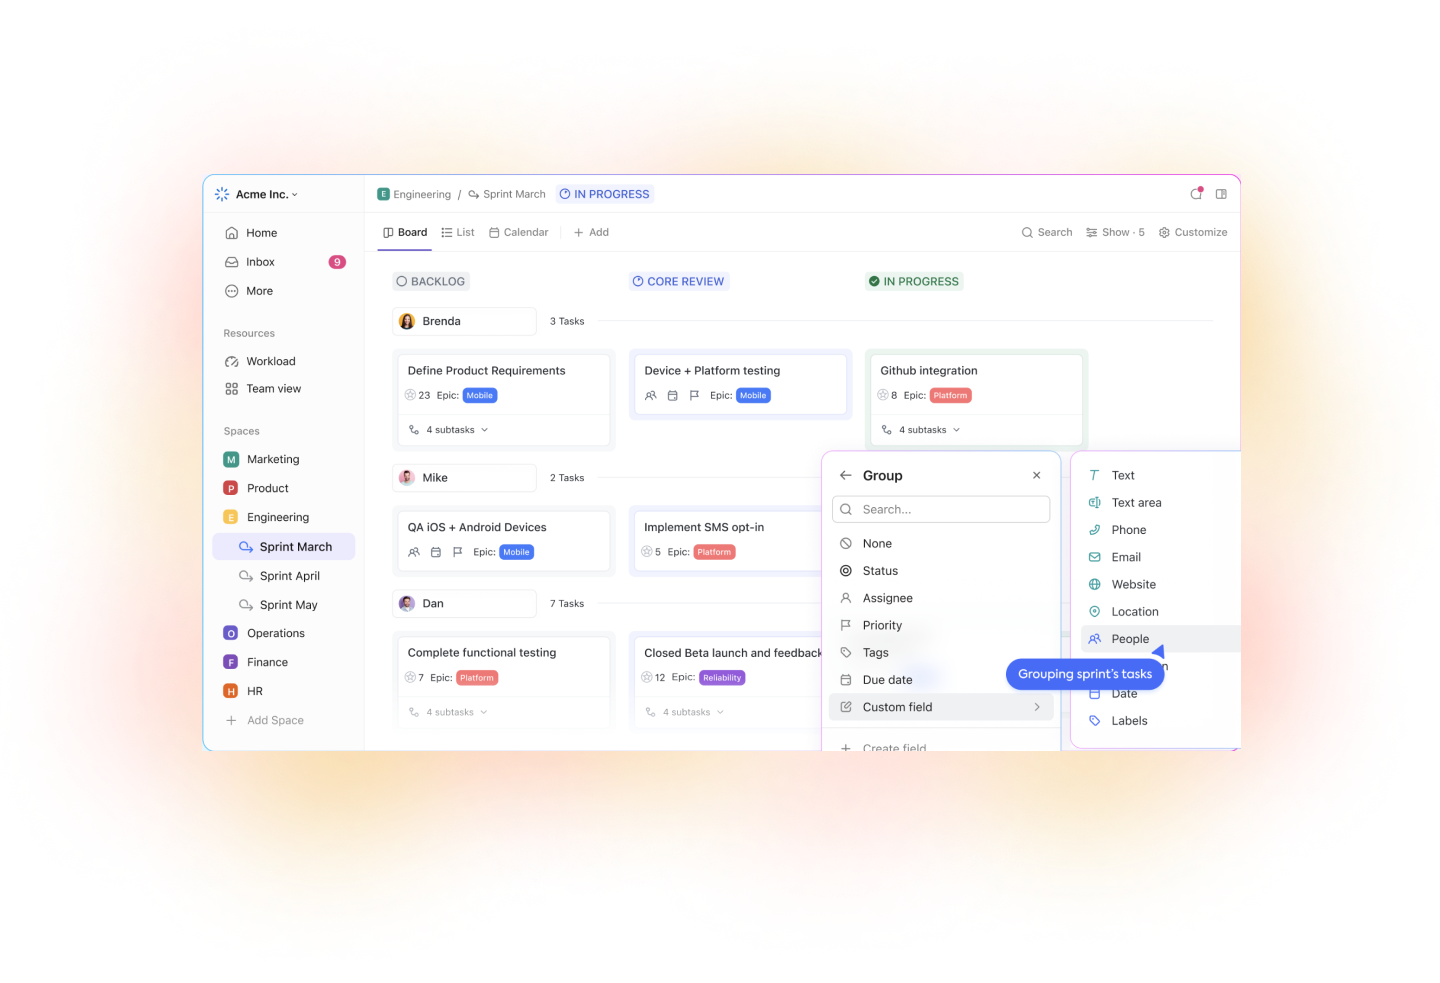 Acme Inc.
Home
Inbox 9
More
Resources
Workload
Team view
Spaces
M Marketing
P Product
E Engineering
Sprint March
Sprint April
Sprint May
O Operations
F Finance
H HR
+ Add Space
E Engineering / Sprint March IN PROGRESS
Board List Calendar + Add
Search Show · 5 Customize
BACKLOG CORE REVIEW IN PROGRESS
Brenda 3 Tasks
Define Product Requirements
23 Epic: Mobile
4 subtasks
Device + Platform testing
Epic: Mobile
Github integration
8 Epic: Platform
4 subtasks
Mike 2 Tasks
QA iOS + Android Devices
Epic: Mobile
Implement SMS opt-in
5 Epic: Platform
Dan 7 Tasks
Complete functional testing
7 Epic: Platform
4 subtasks
Closed Beta launch and feedback
12 Epic: Reliability
4 subtasks
Group
Search...
None
Status
Assignee
Priority
Tags
Due date
Custom field
+ Create field
Text
Text area
Phone
Email
Website
Location
People
Grouping sprint's tasks
Date
Labels